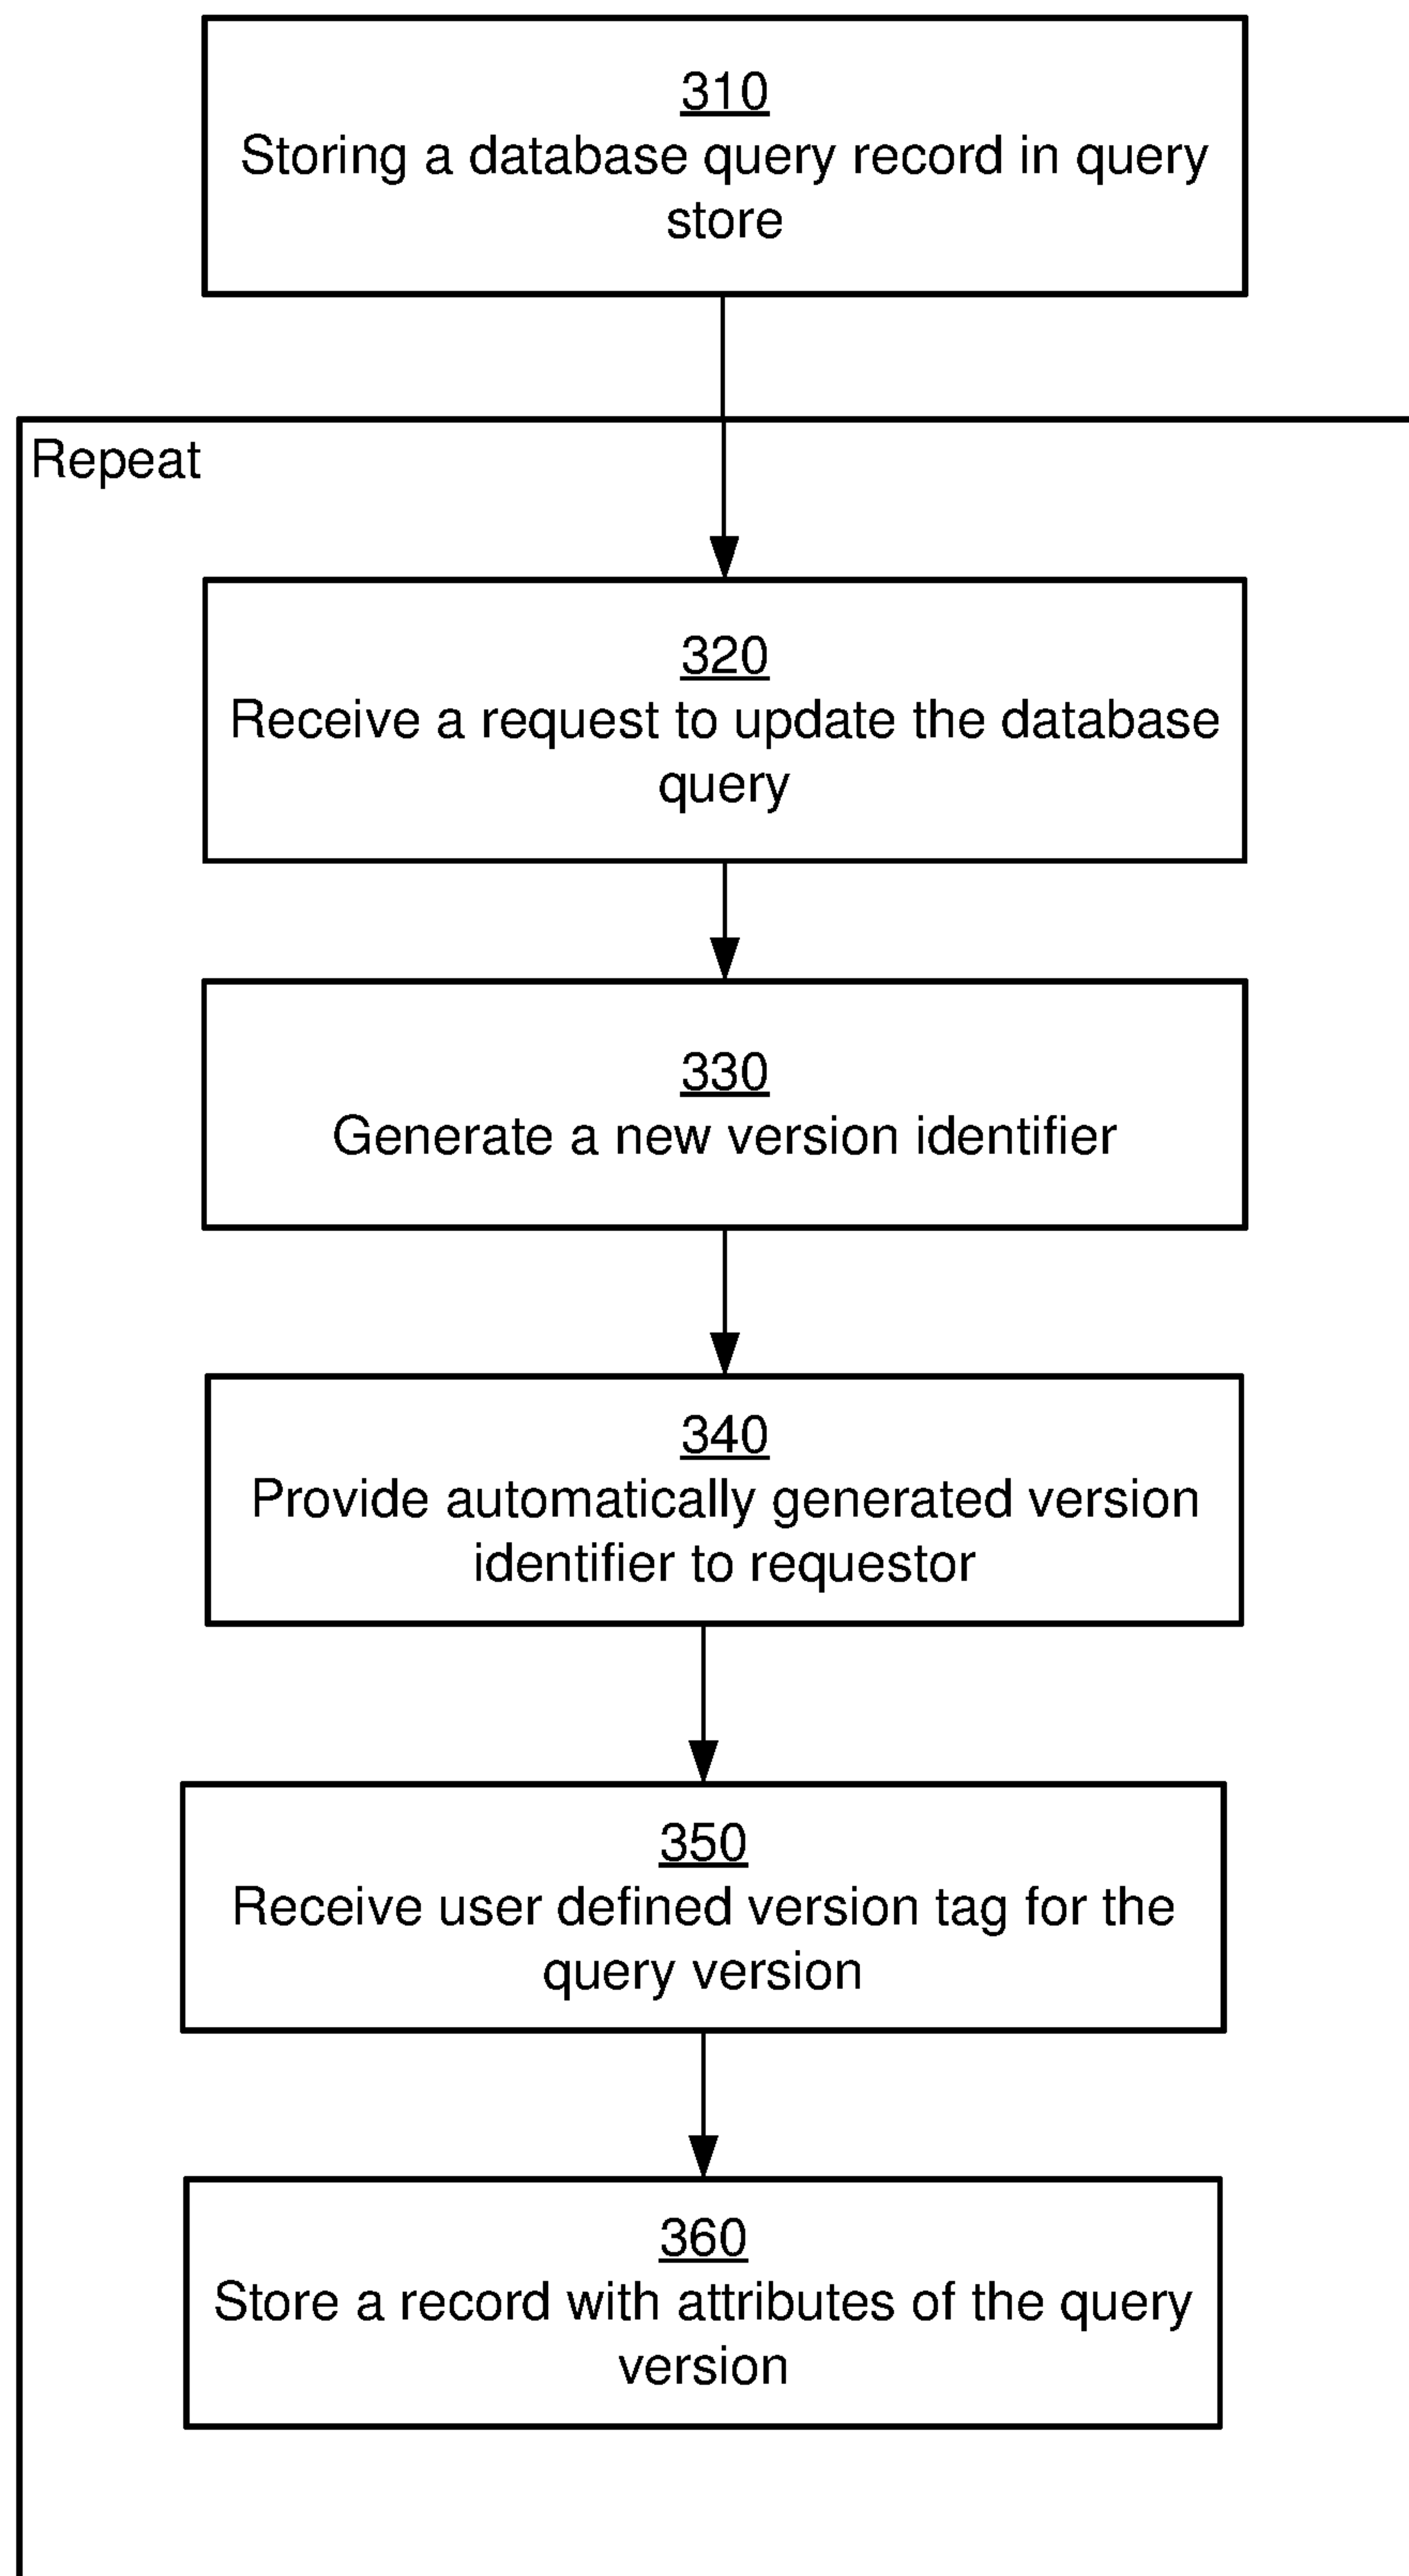 310
Storing a database query record in query
store
Repeat
320
Receive a request to update the database
query
330
Generate a new version identifier
340
Provide automatically generated version
identifier to requestor
350
Receive user defined version tag for the
query version
360
Store a record with attributes of the query
version